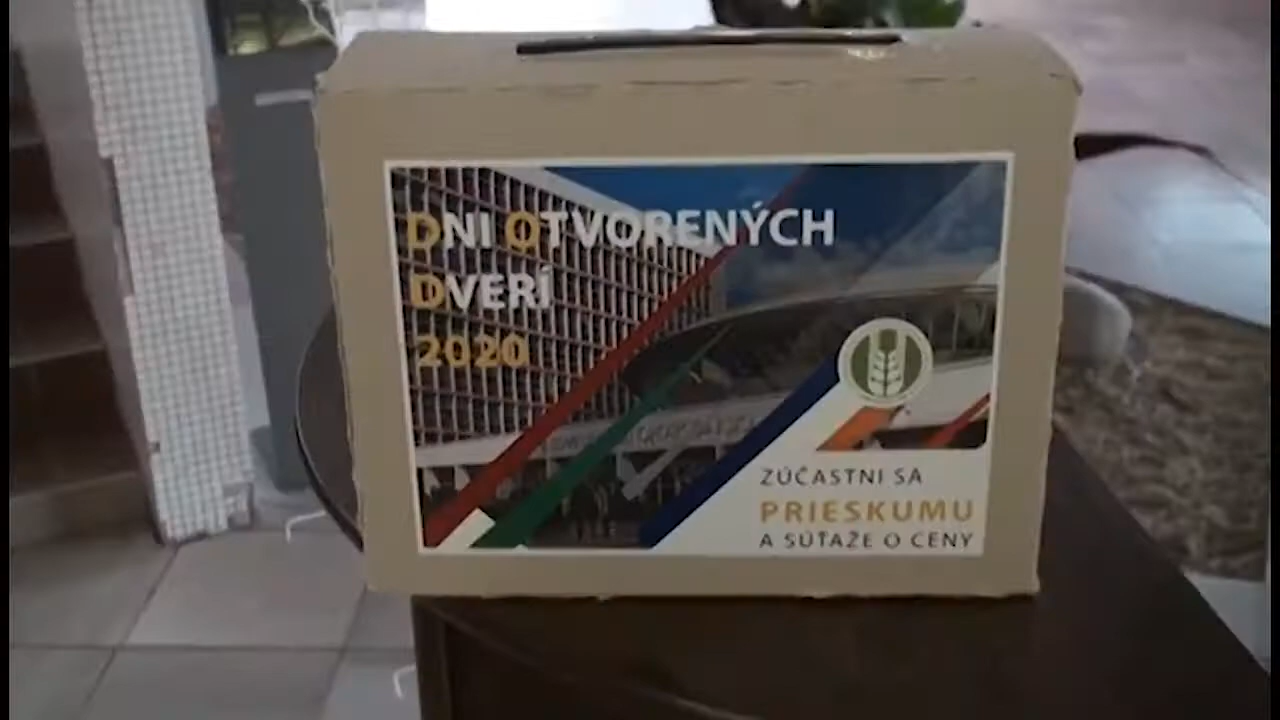 DNI OTVORENÝCH
DVERÍ
2020
ZÚČASTNI SA
PRIESKUMU
A SÚŤAŽE O CENY